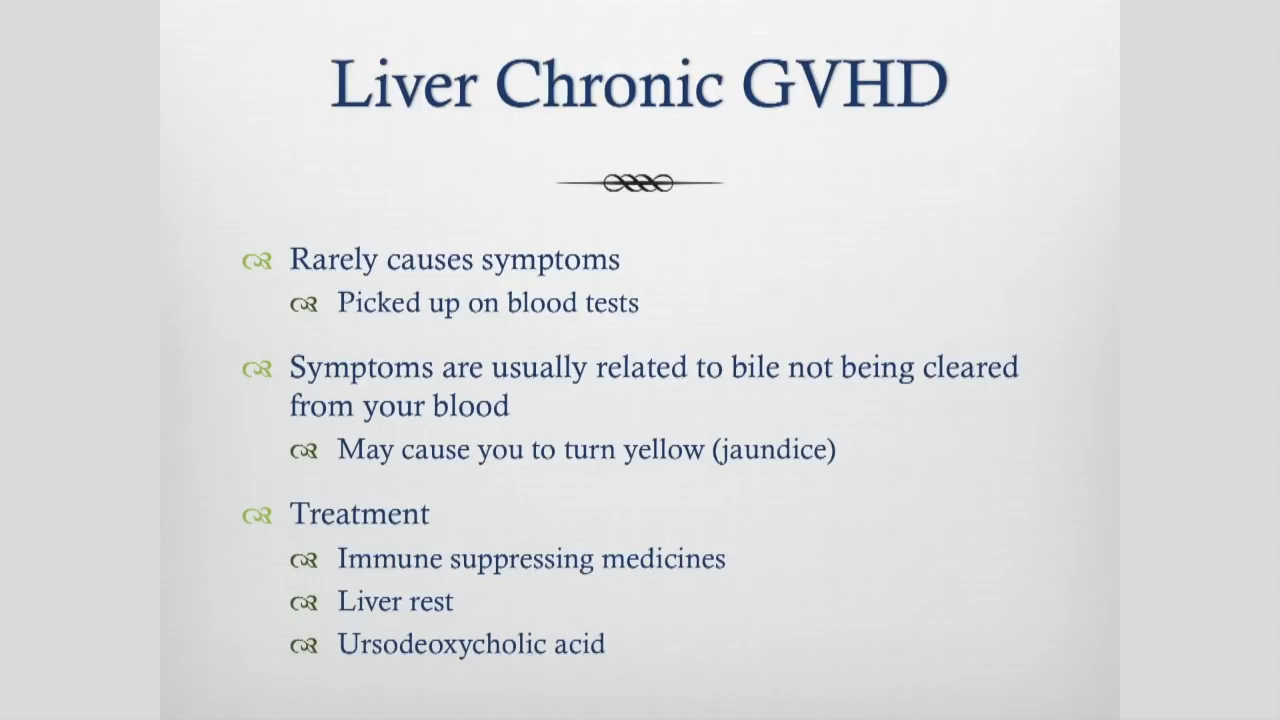 Liver Chronic GVHD
Rarely causes symptoms
Picked up on blood tests
Symptoms are usually related to bile not being cleared
from your blood
May cause you to turn yellow (jaundice)
Treatment
Immune suppressing medicines
Liver rest
Ursodeoxycholic acid